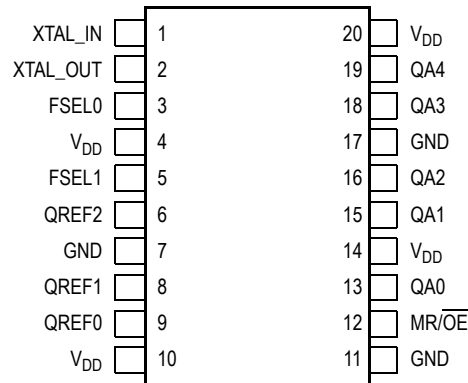 XTAL_IN 1 20 VDD
XTAL_OUT 2 19 QA4
FSEL0 3 18 QA3
VDD 4 17 GND
FSEL1 5 16 QA2
QREF2 6 15 QA1
GND 7 14 VDD
QREF1 8 13 QA0
QREF0 9 12 MR/O̅E̅
VDD 10 11 GND